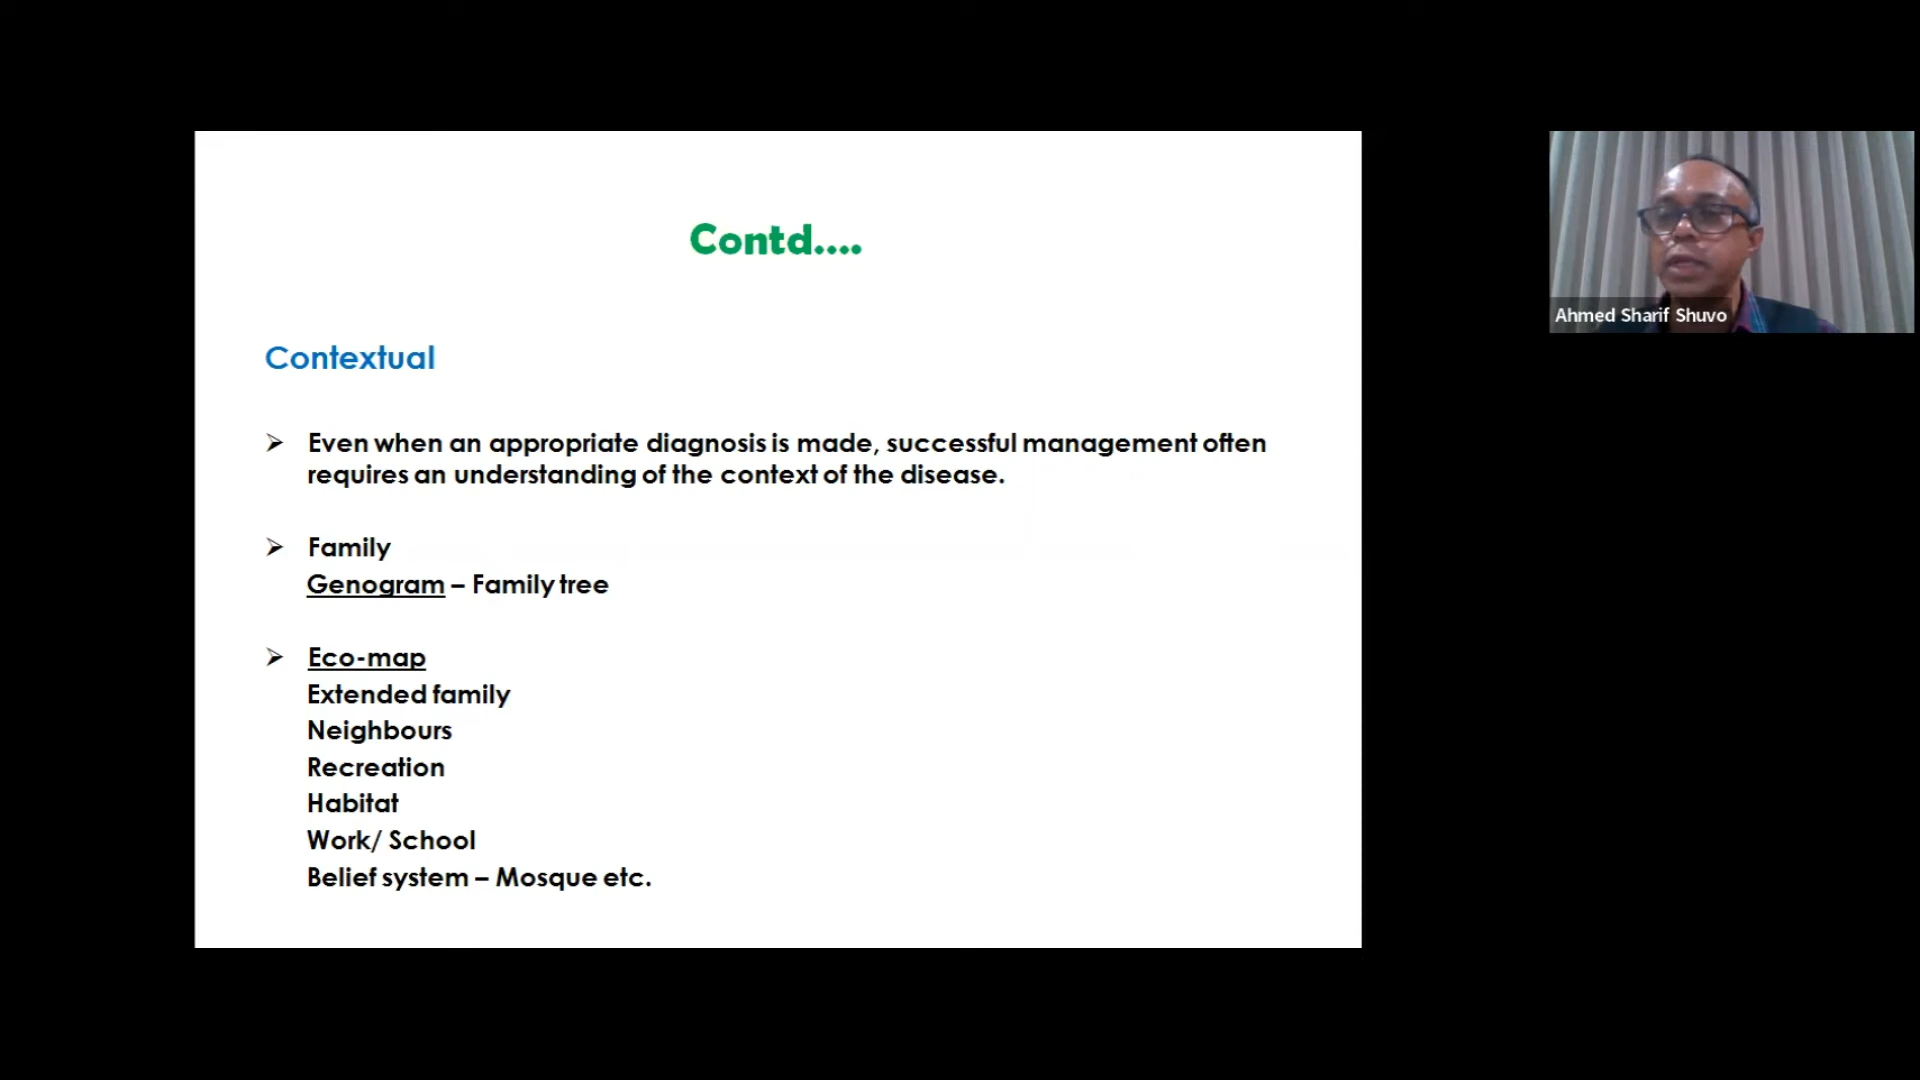 Contd....
Contextual
Even when an appropriate diagnosis is made, successful management often
requires an understanding of the context of the disease.
Family
Genogram – Family tree
Eco-map
Extended family
Neighbours
Recreation
Habitat
Work/ School
Belief system – Mosque etc.
Ahmed Sharif Shuvo